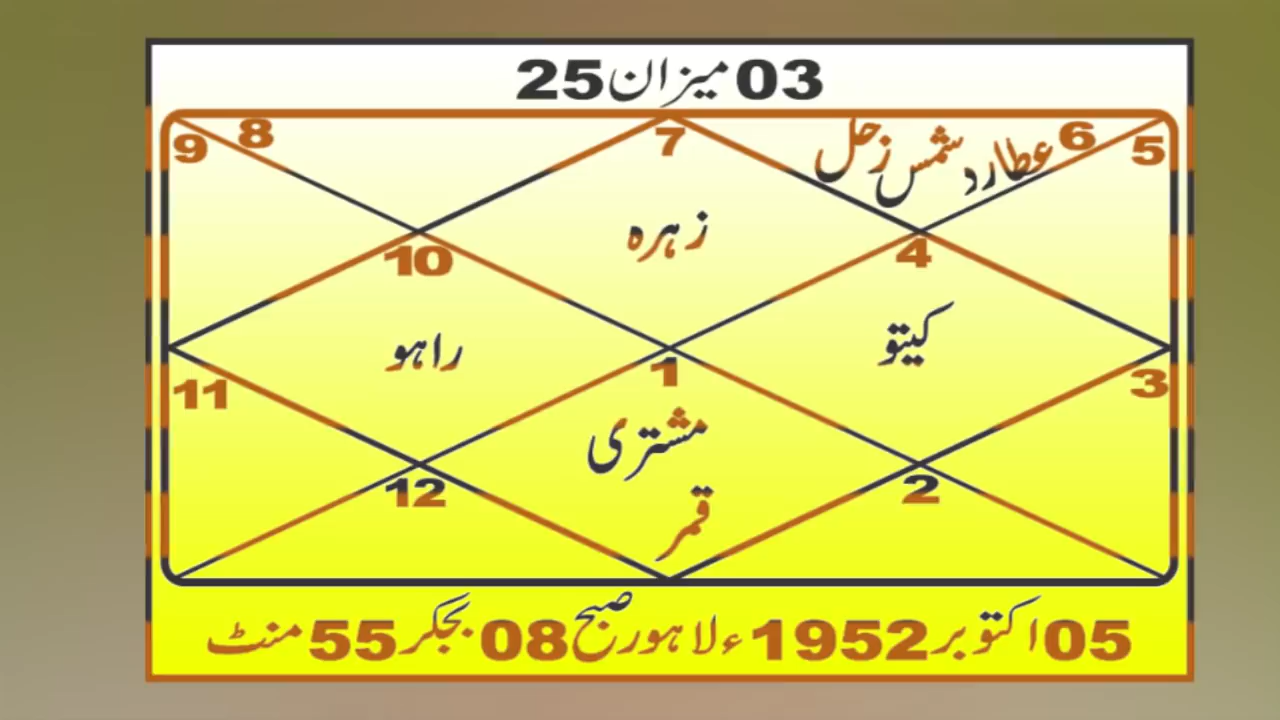 03 میزان 25
9 8 7 عطارد شمس زحل 6 5
زہرہ
10 4
راہو کیتو
11 1 3
مشتری
12 2
قمر
05 اکتوبر 1952ء لاہور صبح 08 بجکر 55 منٹ